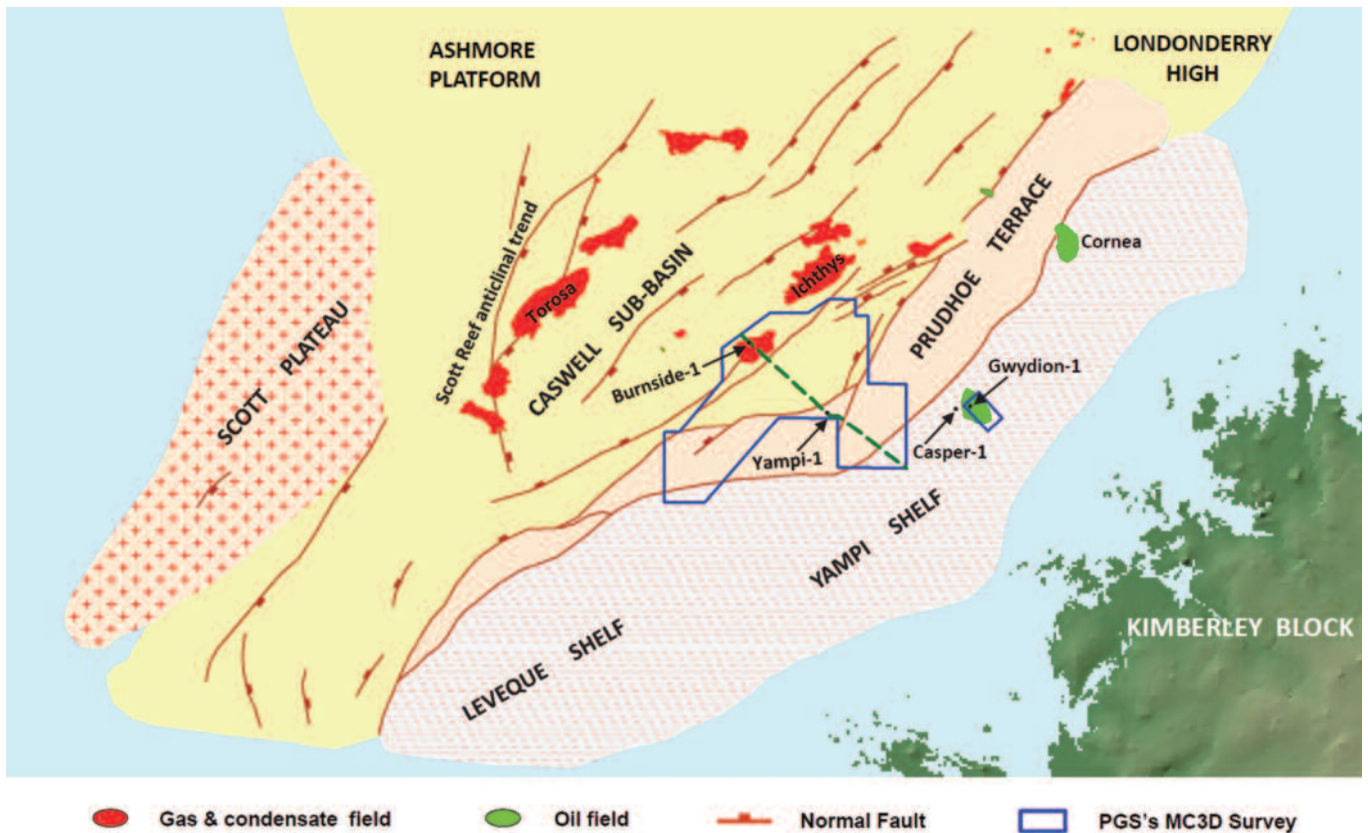 ASHMORE
PLATFORM
LONDONDERRY
HIGH
Scott Reef anticlinal trend
Torosa
CASWELL SUB-BASIN
Ichthys
PRUDHOE TERRACE
Cornea
SCOTT PLATEAU
Burnside-1
Gwydion-1
Yampi-1
Casper-1
YAMPI SHELF
LEVEQUE SHELF
KIMBERLEY BLOCK
Gas & condensate field
Oil field
Normal Fault
PGS's MC3D Survey